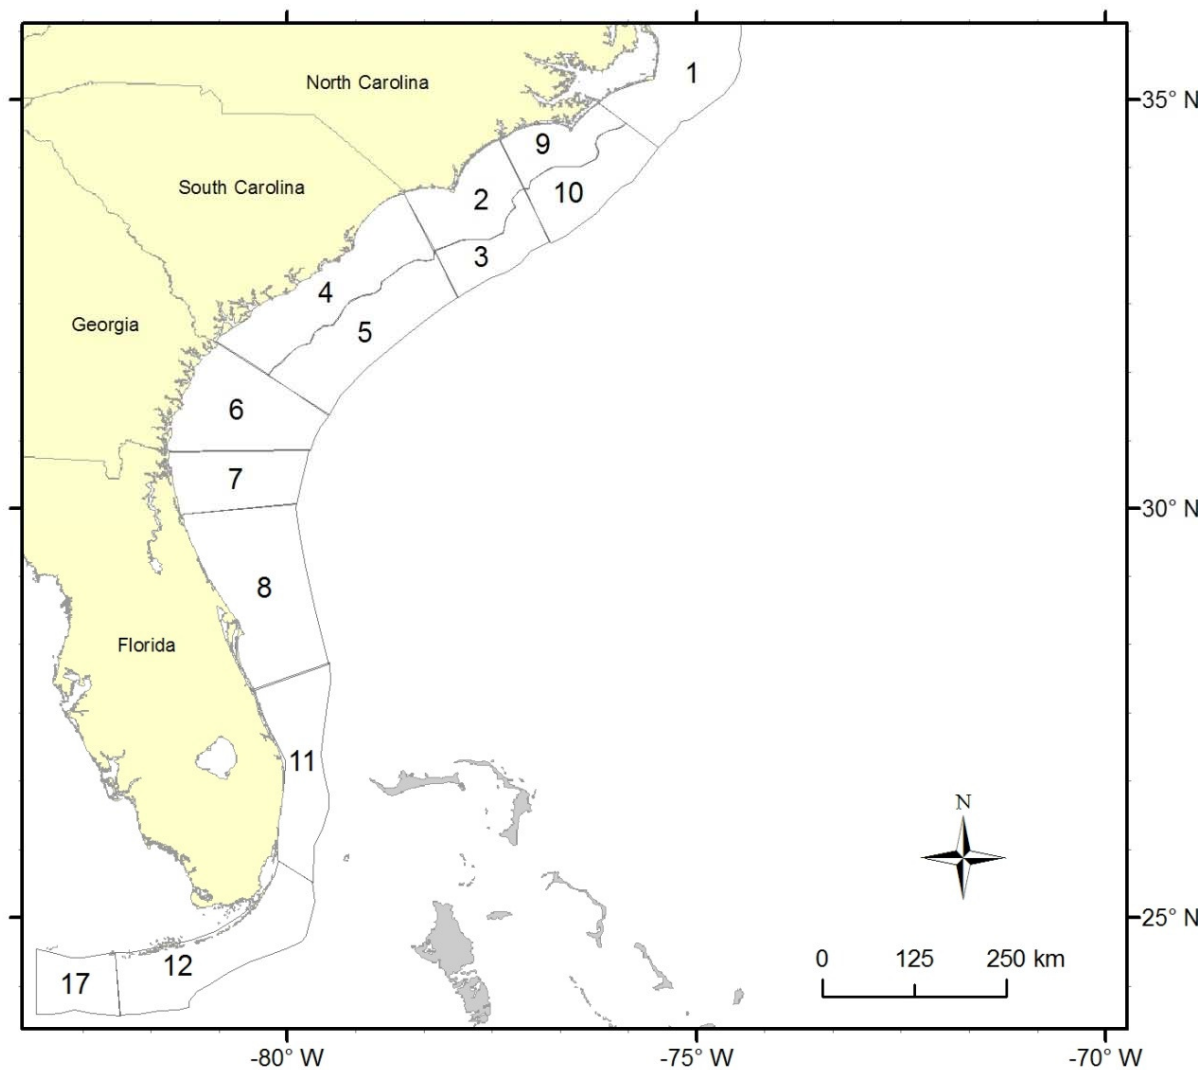 North Carolina
1
35° N
9
South Carolina
2
10
3
4
Georgia
5
6
7
30° N
8
Florida
11
N
25° N
12
17
0 125 250 km
-80° W -75° W -70° W